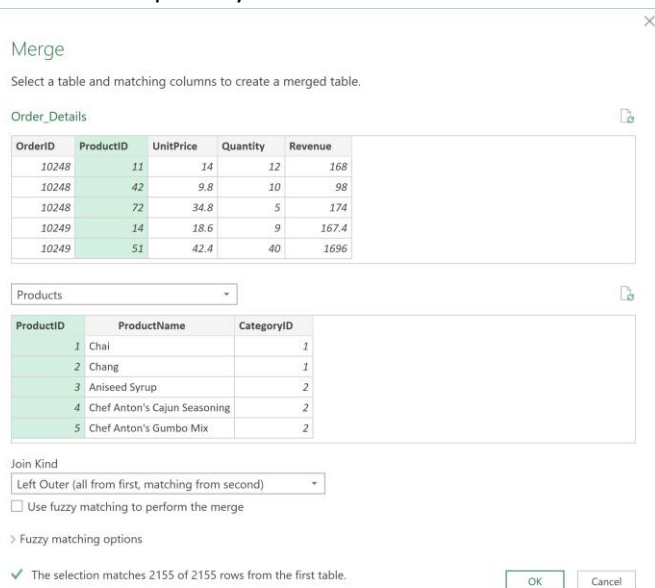 Merge
Select a table and matching columns to create a merged table.
Order_Details
OrderID ProductID UnitPrice Quantity Revenue
10248 11 14 12 168
10248 42 9.8 10 98
10248 72 34.8 5 174
10249 14 18.6 9 167.4
10249 51 42.4 40 1696
Products
ProductID ProductName CategoryID
1 Chai 1
2 Chang 1
3 Aniseed Syrup 2
4 Chef Anton's Cajun Seasoning 2
5 Chef Anton's Gumbo Mix 2
Join Kind
Left Outer (all from first, matching from second)
Use fuzzy matching to perform the merge
Fuzzy matching options
The selection matches 2155 of 2155 rows from the first table.
OK Cancel